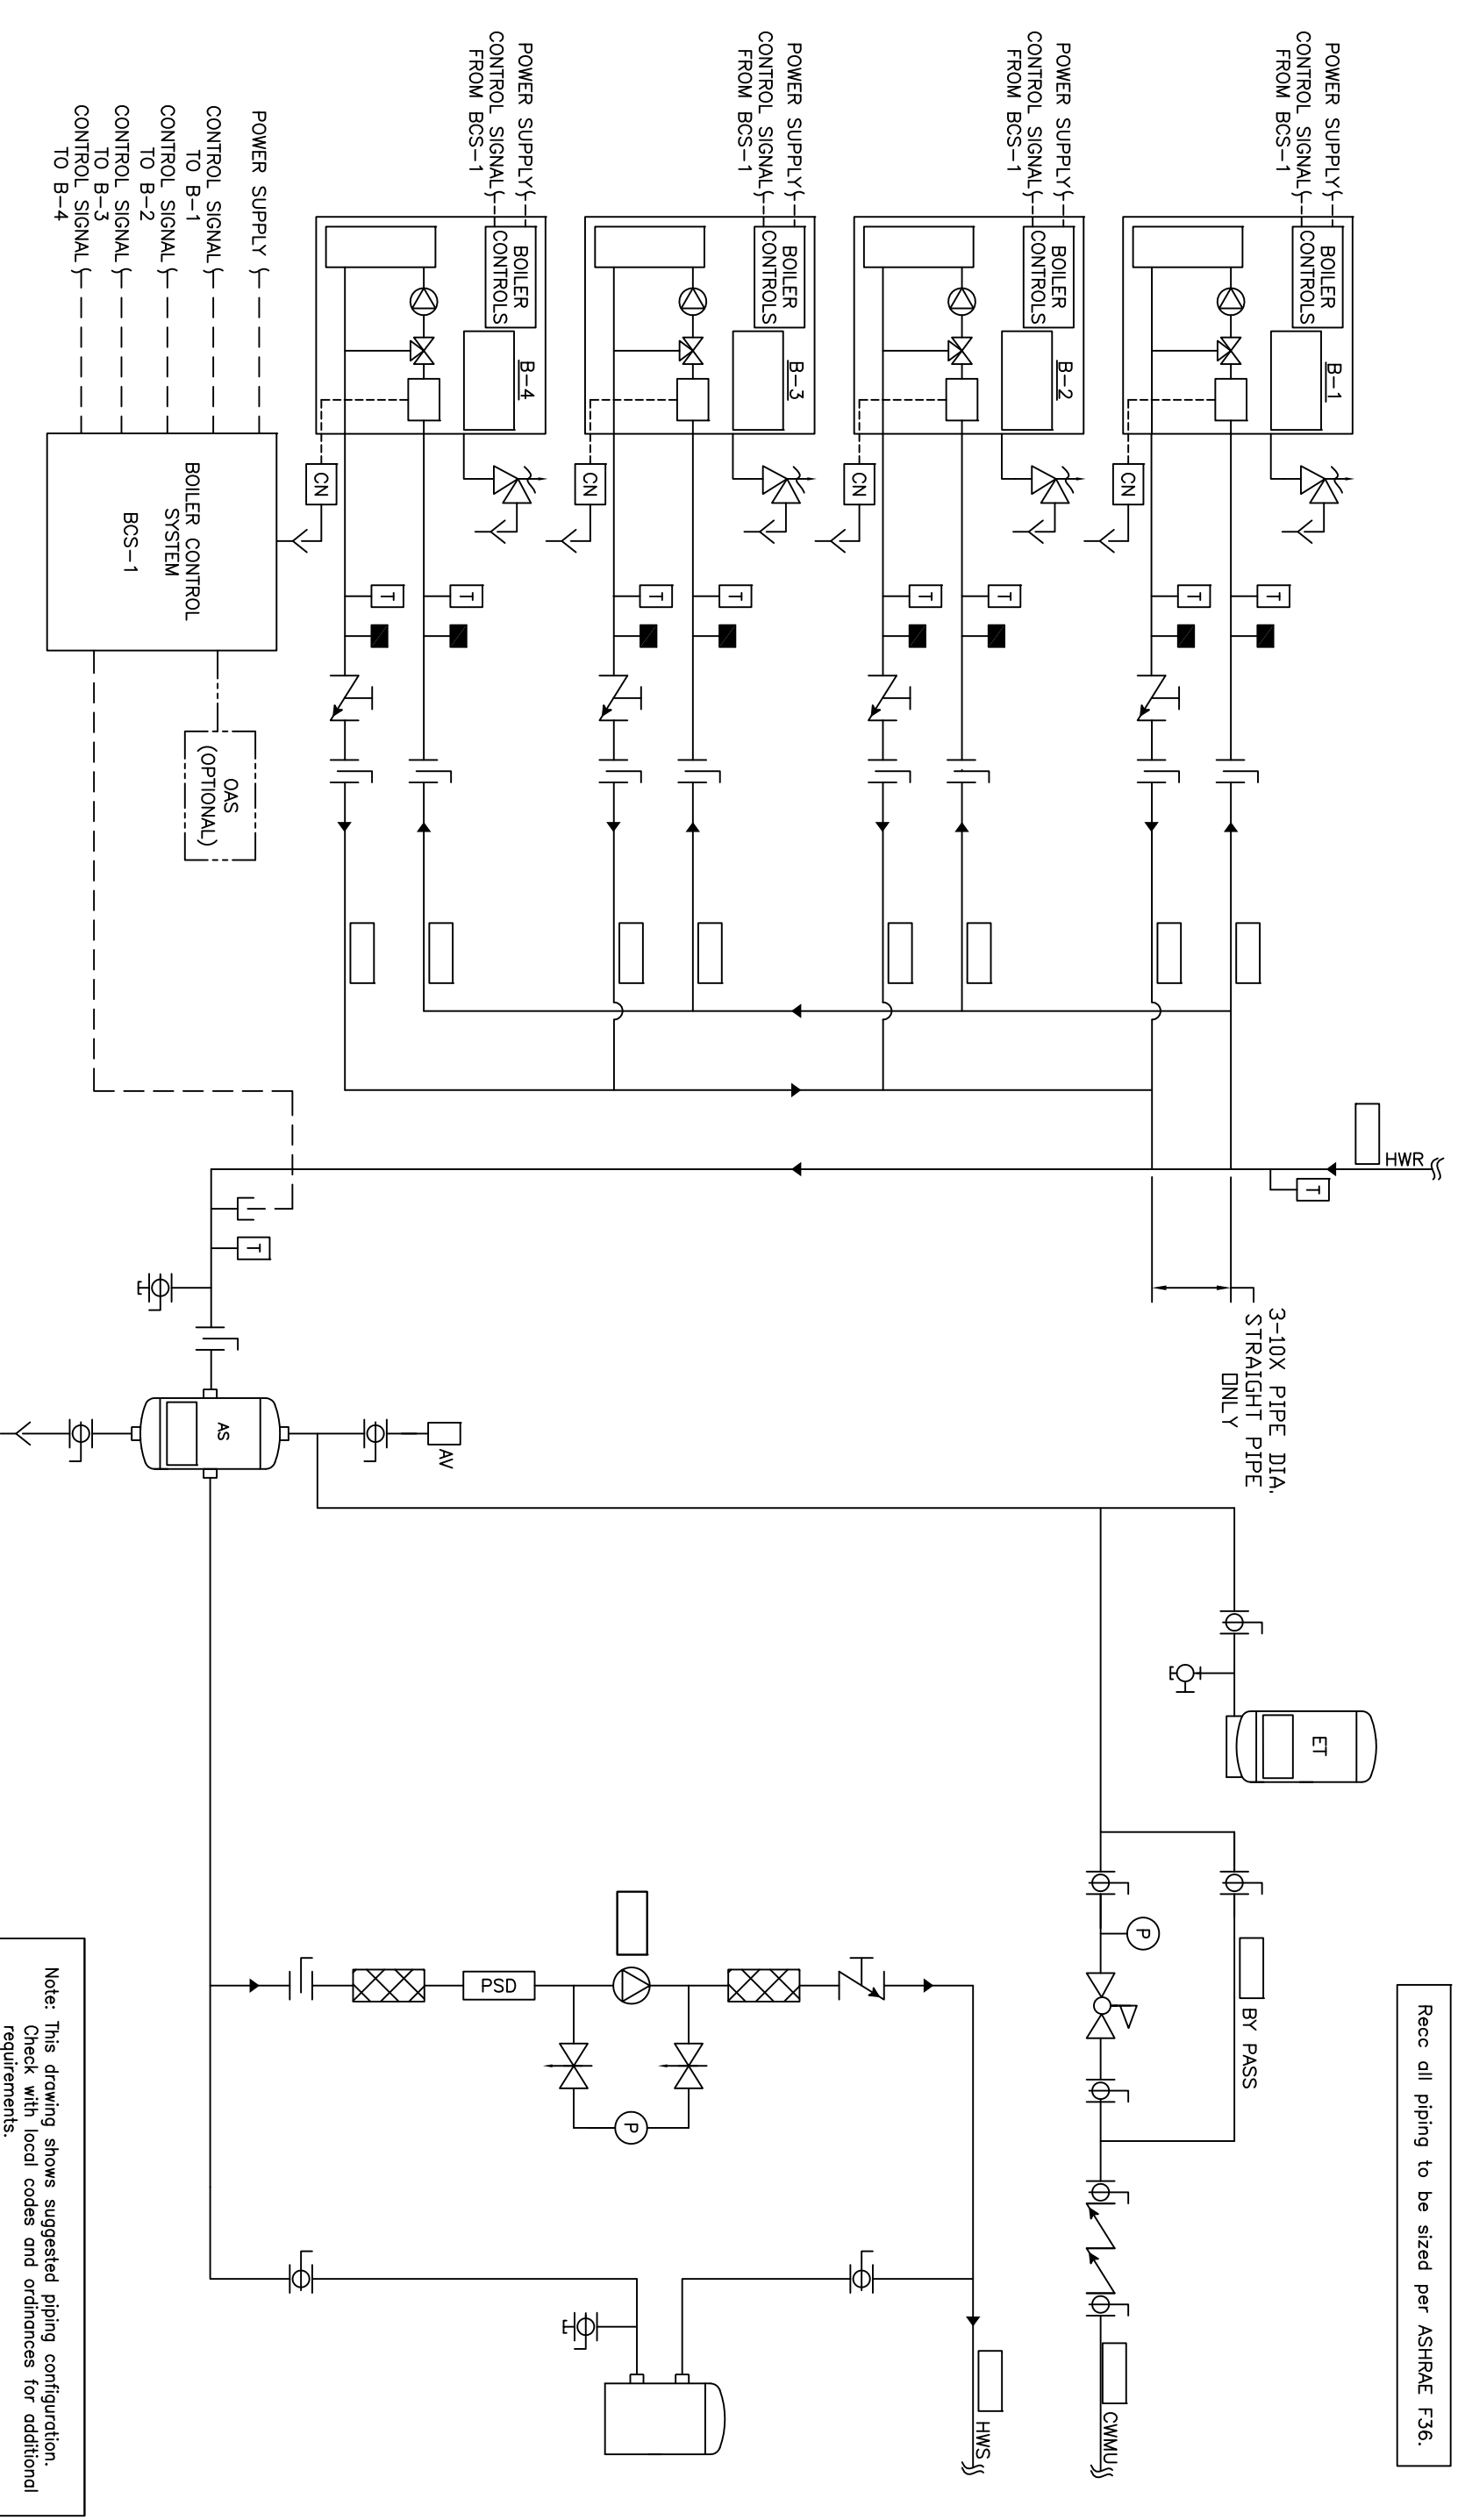 POWER SUPPLY
CONTROL SIGNAL
FROM BCS-1
BOILER
CONTROLS
B-1
CN
T
T
POWER SUPPLY
CONTROL SIGNAL
FROM BCS-1
BOILER
CONTROLS
B-2
CN
T
T
POWER SUPPLY
CONTROL SIGNAL
FROM BCS-1
BOILER
CONTROLS
B-3
CN
T
T
POWER SUPPLY
CONTROL SIGNAL
FROM BCS-1
BOILER
CONTROLS
B-4
CN
T
T
POWER SUPPLY
CONTROL SIGNAL
TO B-1
CONTROL SIGNAL
TO B-2
CONTROL SIGNAL
TO B-3
CONTROL SIGNAL
TO B-4
BOILER CONTROL
SYSTEM
BCS-1
OAS
(OPTIONAL)
HWR
T
3-10X PIPE DIA.
STRAIGHT PIPE
ONLY
T
AS
AV
ET
P
BY PASS
PSD
P
CWMU
HWS
Recc all piping to be sized per ASHRAE F36.
Note: This drawing shows suggested piping configuration.
Check with local codes and ordinances for additional
requirements.